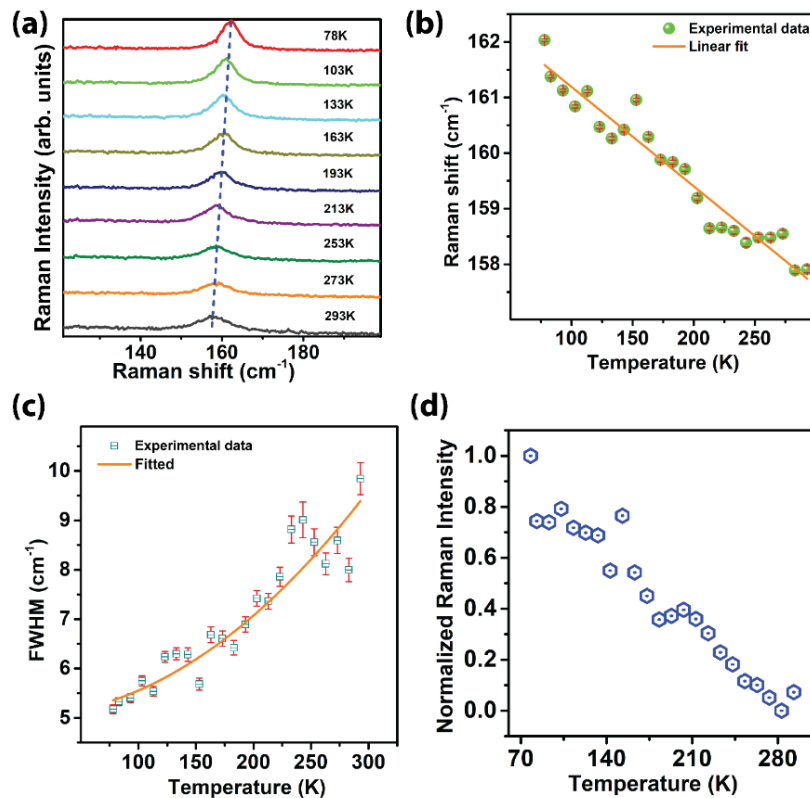 (a)
Raman Intensity (arb. units)
78K
103K
133K
163K
193K
213K
253K
273K
293K
140 160 180
Raman shift (cm⁻¹)
(b)
Experimental data
Linear fit
Raman shift (cm⁻¹)
162
161
160
159
158
100 150 200 250
Temperature (K)
(c)
Experimental data
Fitted
FWHM (cm⁻¹)
10
9
8
7
6
5
100 150 200 250 300
Temperature (K)
(d)
Normalized Raman Intensity
1.0
0.8
0.6
0.4
0.2
0.0
70 140 210 280
Temperature (K)